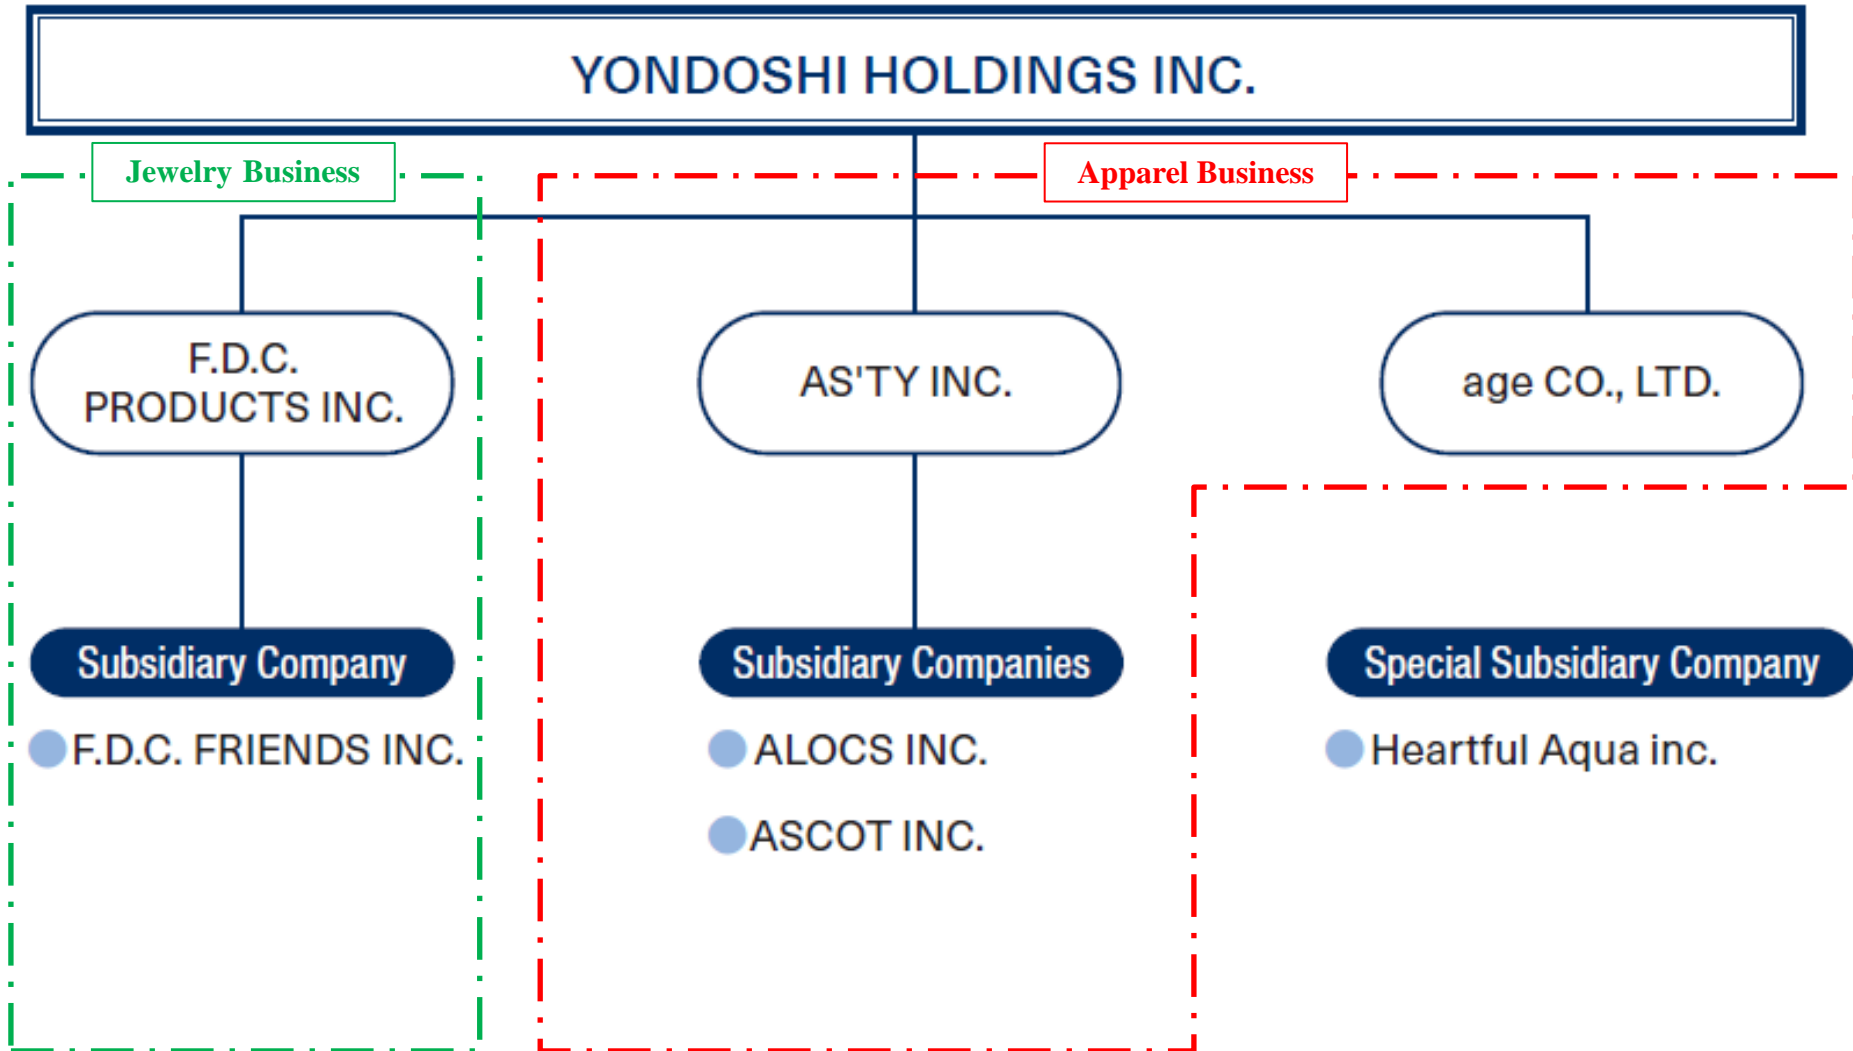 YONDOSHI HOLDINGS INC.
Jewelry Business
Apparel Business
F.D.C.
PRODUCTS INC.
AS'TY INC.
age CO., LTD.
Subsidiary Company
Subsidiary Companies
Special Subsidiary Company
F.D.C. FRIENDS INC.
ALOCS INC.
Heartful Aqua inc.
ASCOT INC.